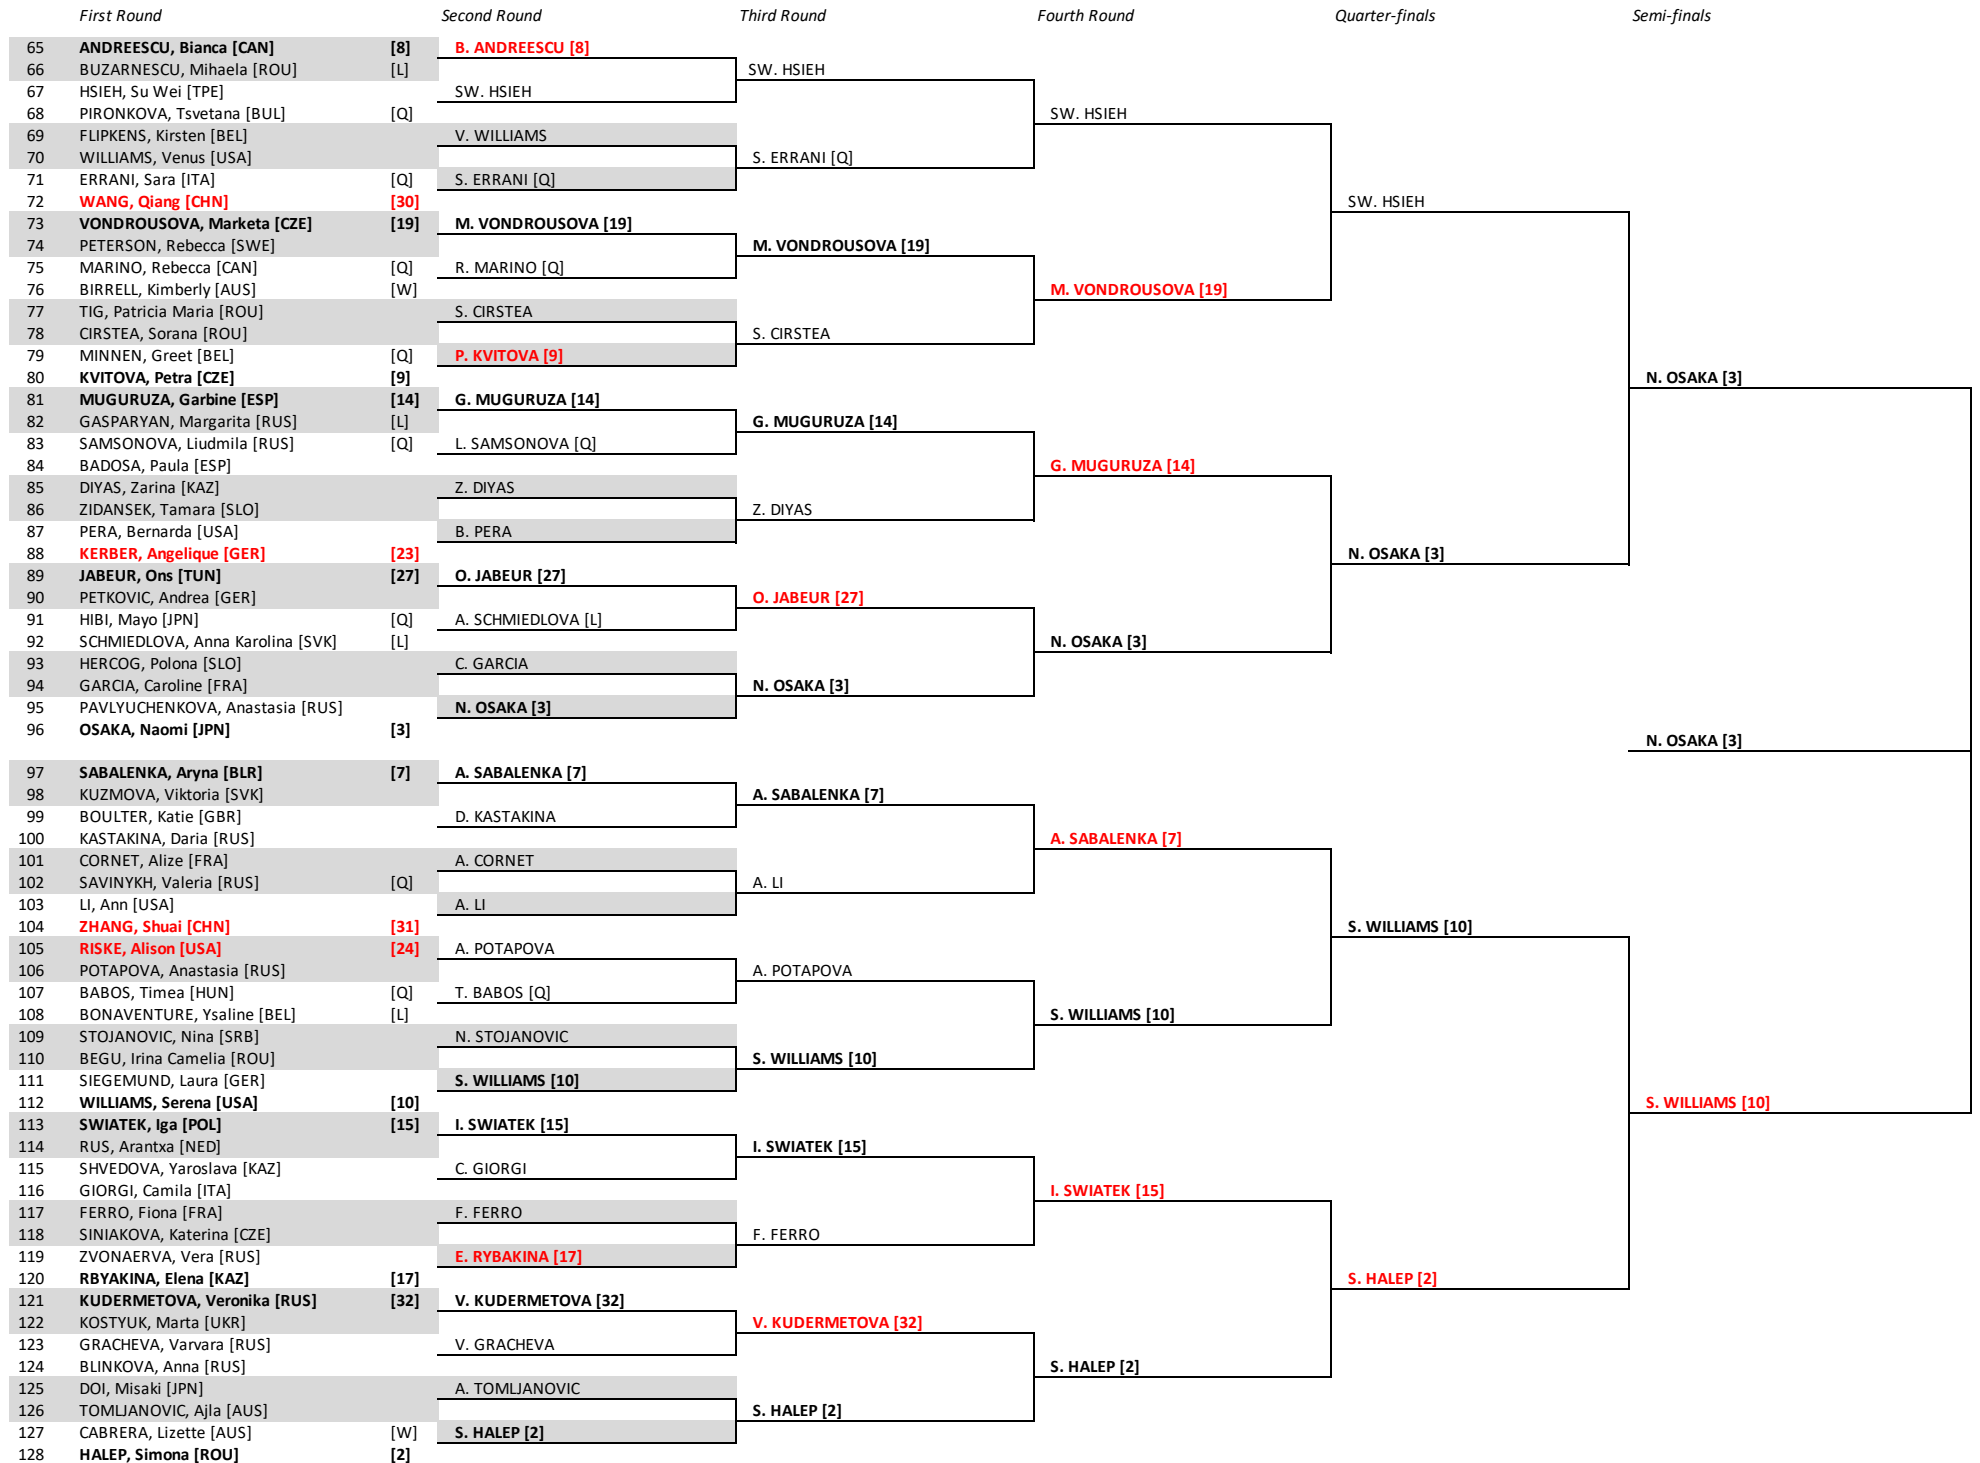 First Round Second Round Third Round Fourth Round Quarter-finals Semi-finals
65 ANDREESCU, Bianca [CAN] [8] B. ANDREESCU [8]
66 BUZARNESCU, Mihaela [ROU] [L] SW. HSIEH
67 HSIEH, Su Wei [TPE] SW. HSIEH
68 PIRONKOVA, Tsvetana [BUL] [Q] SW. HSIEH
69 FLIPKENS, Kirsten [BEL] V. WILLIAMS
70 WILLIAMS, Venus [USA] S. ERRANI [Q]
71 ERRANI, Sara [ITA] [Q] S. ERRANI [Q]
72 WANG, Qiang [CHN] [30] SW. HSIEH
73 VONDROUSOVA, Marketa [CZE] [19] M. VONDROUSOVA [19]
74 PETERSON, Rebecca [SWE] M. VONDROUSOVA [19]
75 MARINO, Rebecca [CAN] [Q] R. MARINO [Q]
76 BIRRELL, Kimberly [AUS] [W] M. VONDROUSOVA [19]
77 TIG, Patricia Maria [ROU] S. CIRSTEA
78 CIRSTEA, Sorana [ROU] S. CIRSTEA
79 MINNEN, Greet [BEL] [Q] P. KVITOVA [9]
80 KVITOVA, Petra [CZE] [9] N. OSAKA [3]
81 MUGURUZA, Garbine [ESP] [14] G. MUGURUZA [14]
82 GASPARYAN, Margarita [RUS] [L] G. MUGURUZA [14]
83 SAMSONOVA, Liudmila [RUS] [Q] L. SAMSONOVA [Q]
84 BADOSA, Paula [ESP] G. MUGURUZA [14]
85 DIYAS, Zarina [KAZ] Z. DIYAS
86 ZIDANSEK, Tamara [SLO] Z. DIYAS
87 PERA, Bernarda [USA] B. PERA
88 KERBER, Angelique [GER] [23] N. OSAKA [3]
89 JABEUR, Ons [TUN] [27] O. JABEUR [27]
90 PETKOVIC, Andrea [GER] O. JABEUR [27]
91 HIBI, Mayo [JPN] [Q] A. SCHMIEDLOVA [L]
92 SCHMIEDLOVA, Anna Karolina [SVK] [L] N. OSAKA [3]
93 HERCOG, Polona [SLO] C. GARCIA
94 GARCIA, Caroline [FRA] N. OSAKA [3]
95 PAVLYUCHENKOVA, Anastasia [RUS] N. OSAKA [3]
96 OSAKA, Naomi [JPN] [3]
N. OSAKA [3]
97 SABALENKA, Aryna [BLR] [7] A. SABALENKA [7]
98 KUZMOVA, Viktoria [SVK] A. SABALENKA [7]
99 BOULTER, Katie [GBR] D. KASTAKINA
100 KASTAKINA, Daria [RUS] A. SABALENKA [7]
101 CORNET, Alize [FRA] A. CORNET
102 SAVINYKH, Valeria [RUS] [Q] A. LI
103 LI, Ann [USA] A. LI
104 ZHANG, Shuai [CHN] [31] S. WILLIAMS [10]
105 RISKE, Alison [USA] [24] A. POTAPOVA
106 POTAPOVA, Anastasia [RUS] A. POTAPOVA
107 BABOS, Timea [HUN] [Q] T. BABOS [Q]
108 BONAVENTURE, Ysaline [BEL] [L] S. WILLIAMS [10]
109 STOJANOVIC, Nina [SRB] N. STOJANOVIC
110 BEGU, Irina Camelia [ROU] S. WILLIAMS [10]
111 SIEGEMUND, Laura [GER] S. WILLIAMS [10]
112 WILLIAMS, Serena [USA] [10] S. WILLIAMS [10]
113 SWIATEK, Iga [POL] [15] I. SWIATEK [15]
114 RUS, Arantxa [NED] I. SWIATEK [15]
115 SHVEDOVA, Yaroslava [KAZ] C. GIORGI
116 GIORGI, Camila [ITA] I. SWIATEK [15]
117 FERRO, Fiona [FRA] F. FERRO
118 SINIAKOVA, Katerina [CZE] F. FERRO
119 ZVONAERVA, Vera [RUS] E. RYBAKINA [17]
120 RBYAKINA, Elena [KAZ] [17] S. HALEP [2]
121 KUDERMETOVA, Veronika [RUS] [32] V. KUDERMETOVA [32]
122 KOSTYUK, Marta [UKR] V. KUDERMETOVA [32]
123 GRACHEVA, Varvara [RUS] V. GRACHEVA
124 BLINKOVA, Anna [RUS] S. HALEP [2]
125 DOI, Misaki [JPN] A. TOMLJANOVIC
126 TOMLJANOVIC, Ajla [AUS] S. HALEP [2]
127 CABRERA, Lizette [AUS] [W] S. HALEP [2]
128 HALEP, Simona [ROU] [2]